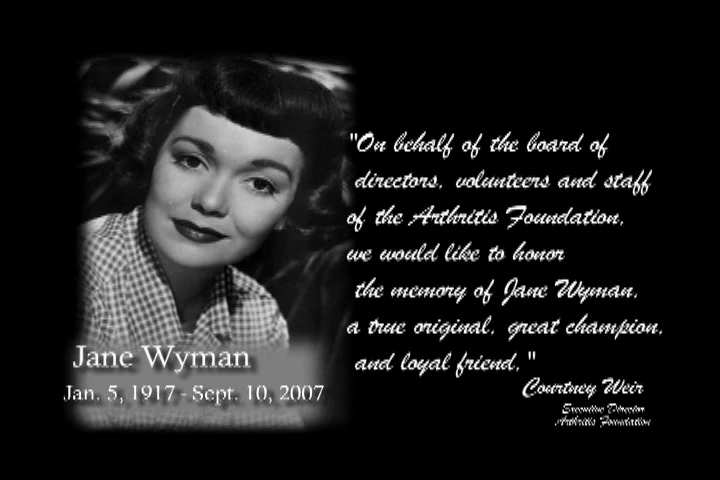 "On behalf of the board of
directors, volunteers and staff
of the Arthritis Foundation,
we would like to honor
the memory of Jane Wyman,
a true original, great champion,
and loyal friend,"
Courtney Weir
Executive Director
Arthritis Foundation
Jane Wyman
Jan. 5, 1917 - Sept. 10, 2007